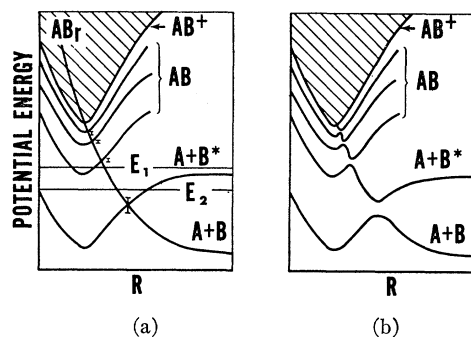 POTENTIAL ENERGY
ABr
AB+
AB
E1
A+B*
E2
A+B
R
(a)
AB+
AB
A+B*
A+B
R
(b)